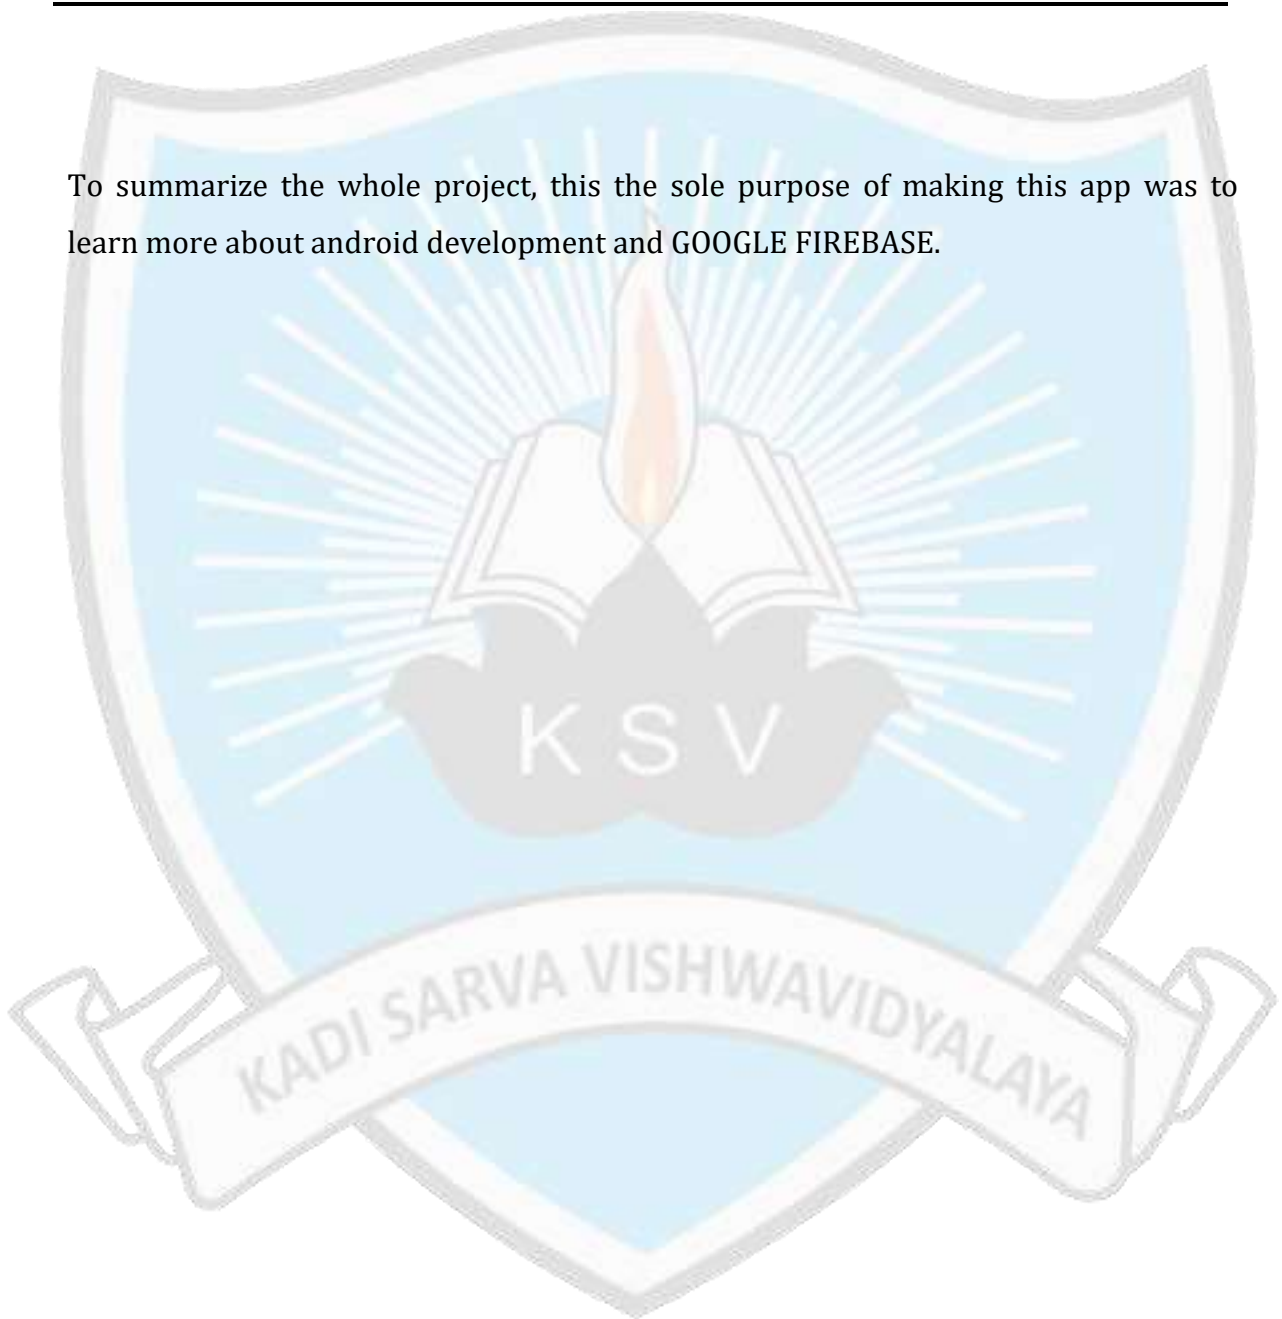 To summarize the whole project, this the sole purpose of making this app was to
learn more about android development and GOOGLE FIREBASE.
K S V
KADI SARVA VISHWAVIDYALAYA